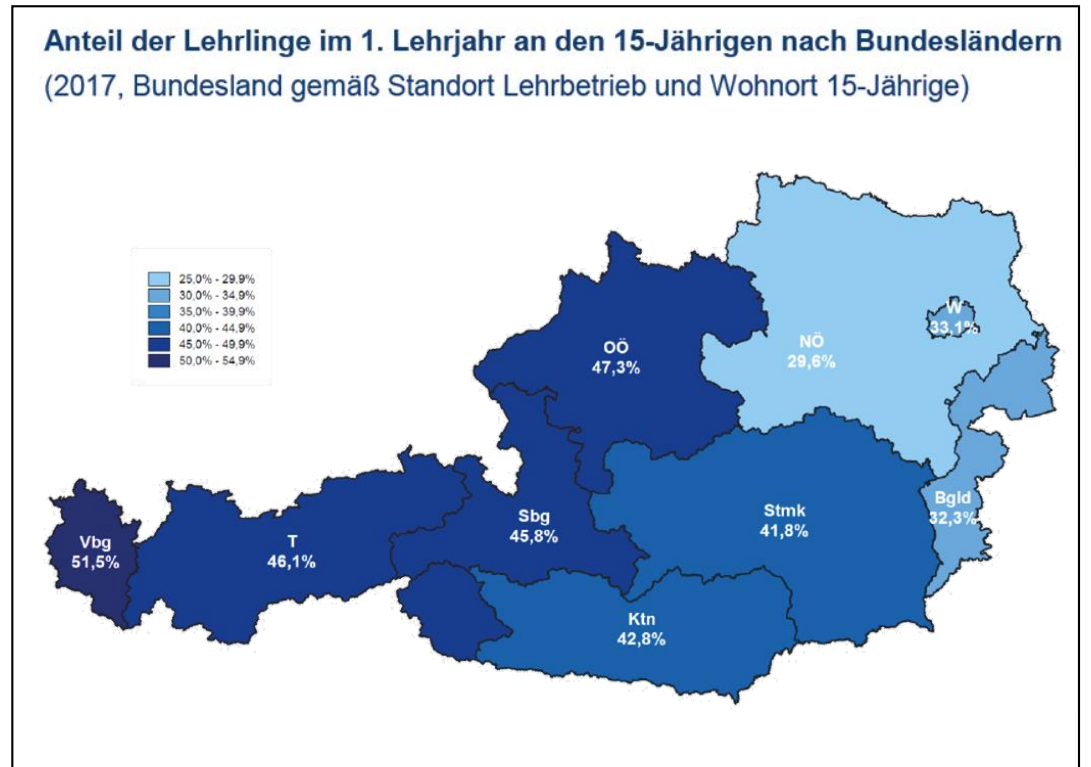 Anteil der Lehrlinge im 1. Lehrjahr an den 15-Jährigen nach Bundesländern
(2017, Bundesland gemäß Standort Lehrbetrieb und Wohnort 15-Jährige)
25,0% - 29,9%
30,0% - 34,9%
35,0% - 39,9%
40,0% - 44,9%
45,0% - 49,9%
50,0% - 54,9%
W
33,1%
NÖ
29,6%
OÖ
47,3%
Bgld
32,3%
Stmk
41,8%
Sbg
45,8%
T
46,1%
Vbg
51,5%
Ktn
42,8%